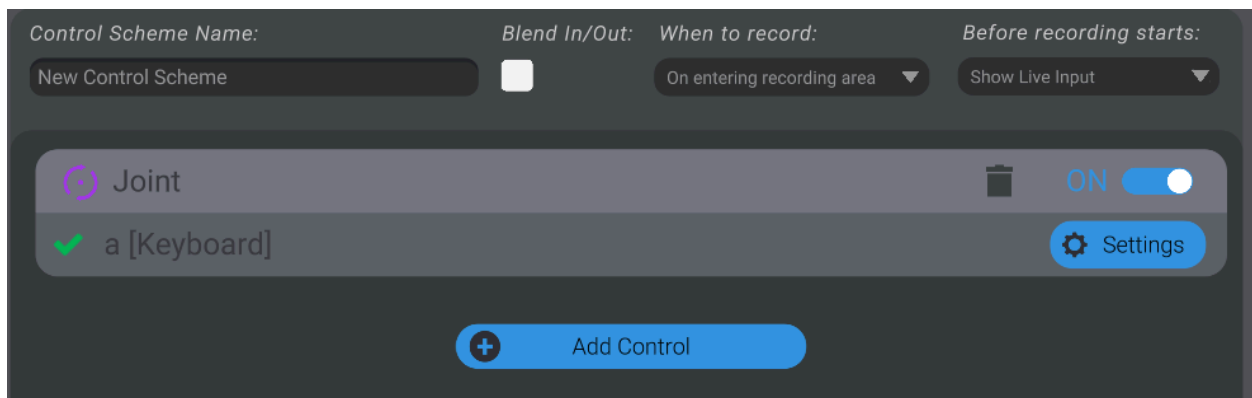 Control Scheme Name: Blend In/Out: When to record: Before recording starts:
New Control Scheme On entering recording area Show Live Input
Joint ON
a [Keyboard] Settings
Add Control